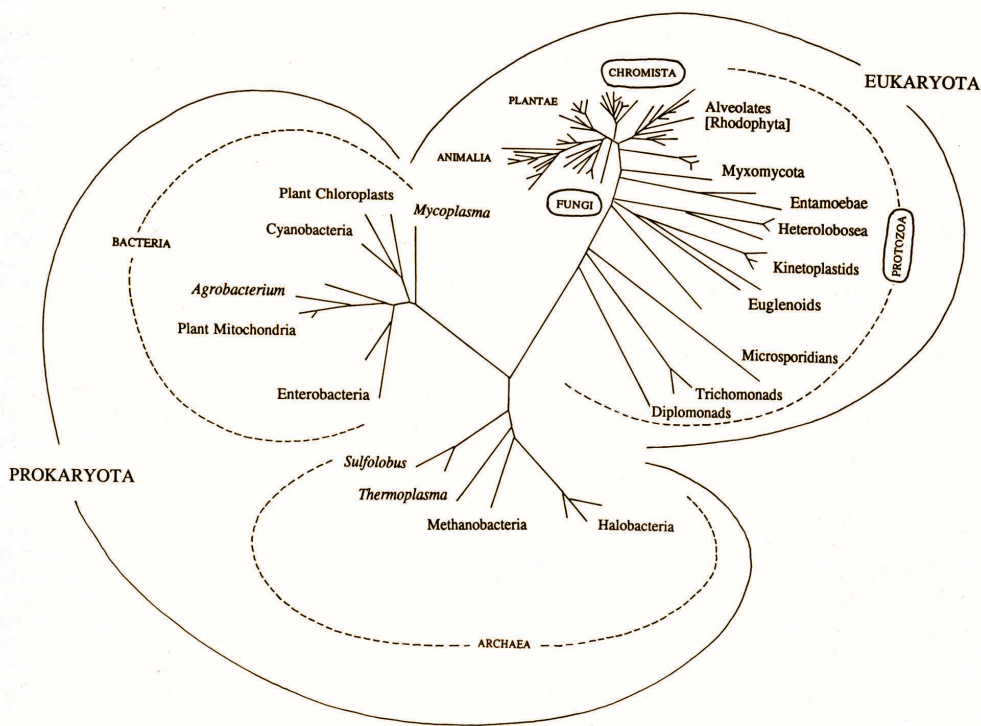 CHROMISTA
EUKARYOTA
PLANTAE
Alveolates
[Rhodophyta]
ANIMALIA
Myxomycota
FUNGI
Entamoebae
Plant Chloroplasts
Mycoplasma
Cyanobacteria
Heterolobosea
BACTERIA
PROTOZOA
Kinetoplastids
Agrobacterium
Euglenoids
Plant Mitochondria
Microsporidians
Enterobacteria
Trichomonads
Diplomonads
Sulfolobus
PROKARYOTA
Thermoplasma
Methanobacteria
Halobacteria
ARCHAEA